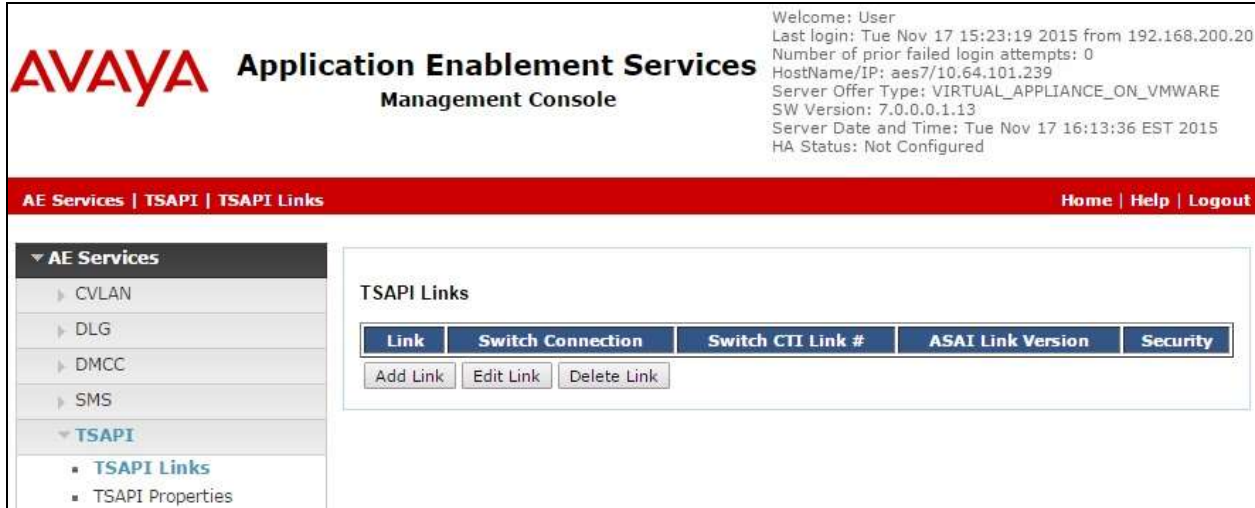 AVAYA
Application Enablement Services
Management Console
Welcome: User
Last login: Tue Nov 17 15:23:19 2015 from 192.168.200.20
Number of prior failed login attempts: 0
HostName/IP: aes7/10.64.101.239
Server Offer Type: VIRTUAL_APPLIANCE_ON_VMWARE
SW Version: 7.0.0.0.1.13
Server Date and Time: Tue Nov 17 16:13:36 EST 2015
HA Status: Not Configured
AE Services | TSAPI | TSAPI Links
Home | Help | Logout
AE Services
CVLAN
DLG
DMCC
SMS
TSAPI
TSAPI Links
TSAPI Properties
TSAPI Links
Link Switch Connection Switch CTI Link # ASAI Link Version Security
Add Link Edit Link Delete Link